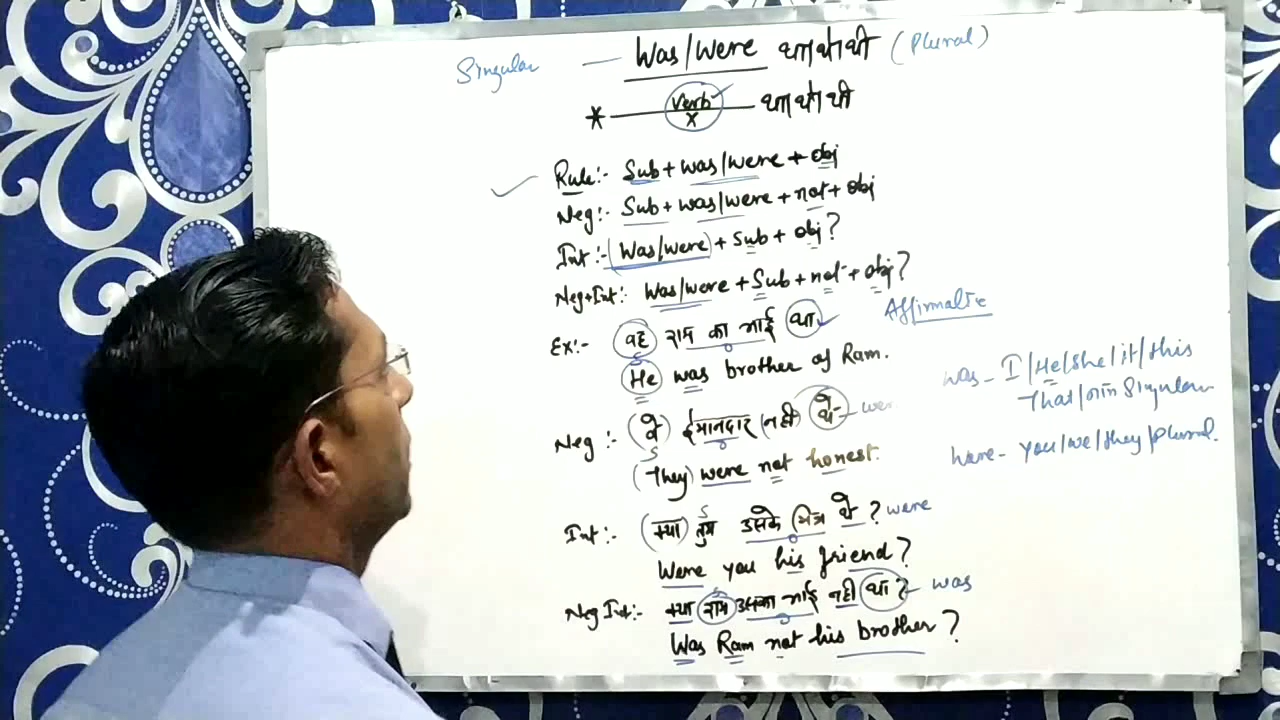 Singular — Was/Were था/थे/थी (Plural)
* — Verb X — था/थे/थी
Rule:- Sub + was/were + obj
Neg:- Sub + was/were + not + obj
Int:- (Was/were) + Sub + obj?
Neg+Int:- Was/were + Sub + not + obj?
Affirmative
Ex:- वह राम का भाई था
S O
He was brother of Ram.
was - I/He/she/it/this
That/नाम Singular
Neg:- (वे) ईमानदार (नही) थे - were
S O
(They) were not honest.
were - you/we/they/plural.
Int:- (क्या) तुम उसके मित्र थे? were
S O
Were you his friend?
Neg Int:- क्या राम उसका भाई नही था? - was
S O
Was Ram not his brother?